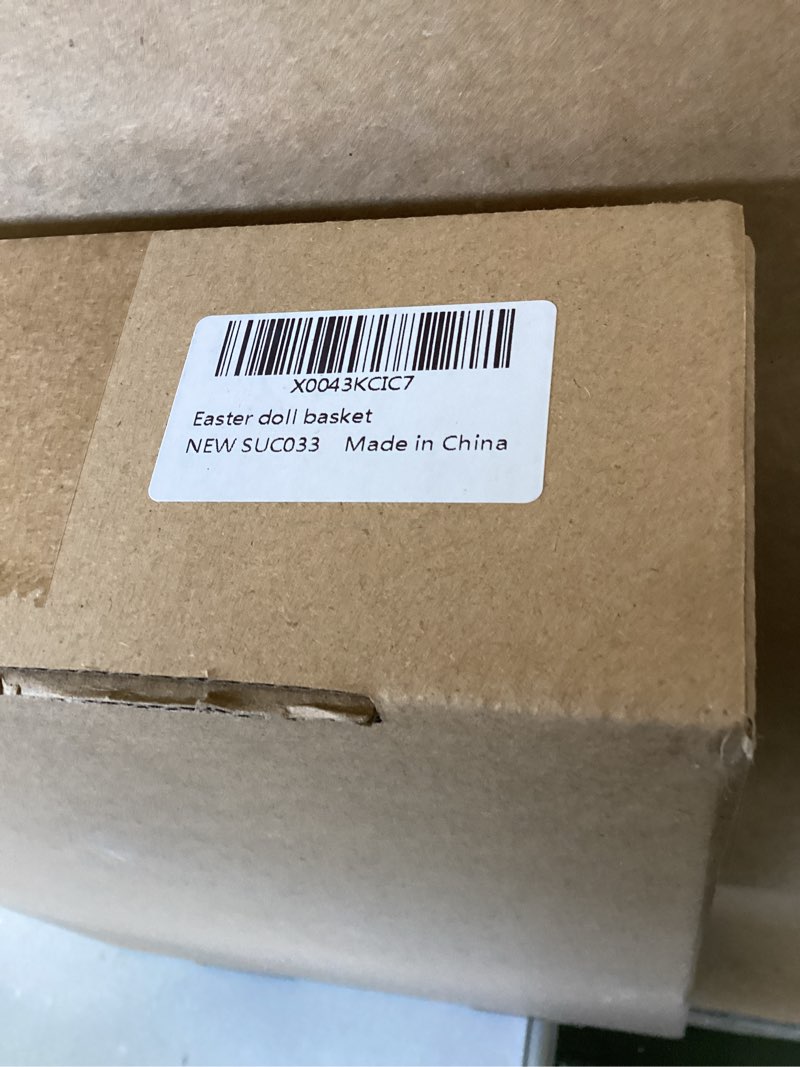 X0043KCIC7
Easter doll basket
NEW SUC033 Made in China